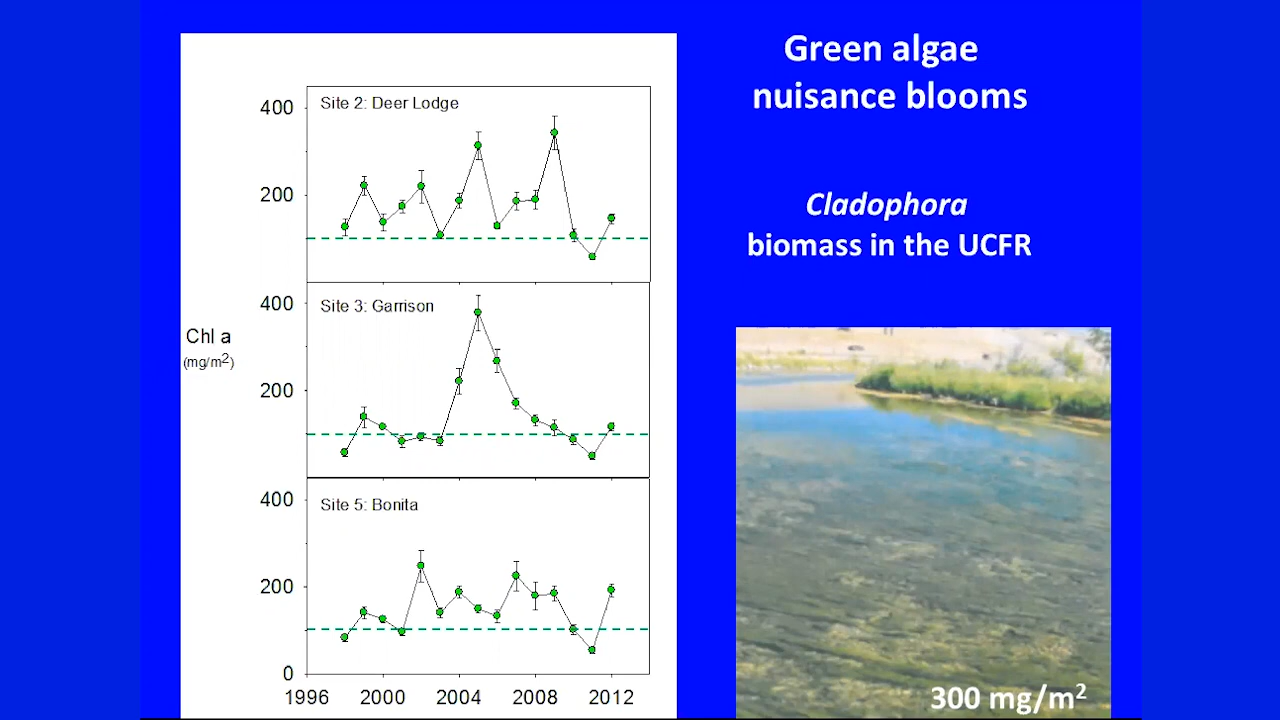 Green algae
nuisance blooms
Cladophora
biomass in the UCFR
Site 2: Deer Lodge
400
200
Site 3: Garrison
400
200
Chl a
(mg/m2)
Site 5: Bonita
400
200
0
1996 2000 2004 2008 2012
300 mg/m²